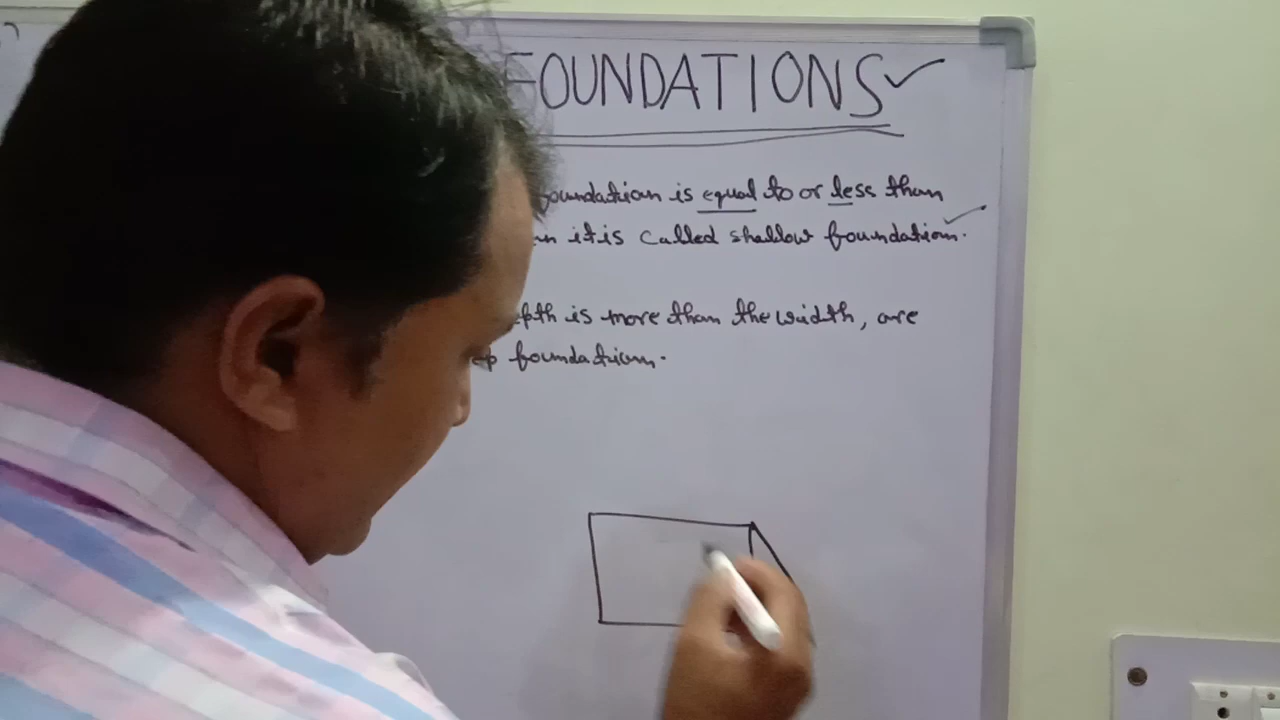 FOUNDATIONS
foundation is equal to or less than
it is called shallow foundation.
is more than the width, are
foundation.